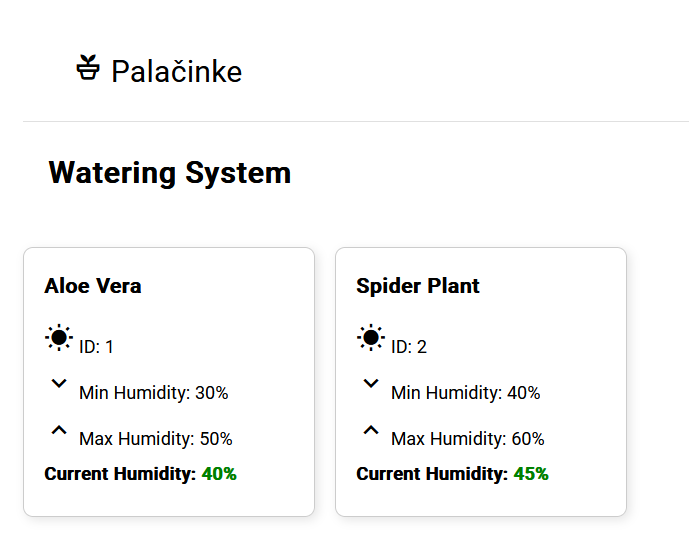 Palačinke
Watering System
Aloe Vera
ID: 1
Min Humidity: 30%
Max Humidity: 50%
Current Humidity: 40%
Spider Plant
ID: 2
Min Humidity: 40%
Max Humidity: 60%
Current Humidity: 45%